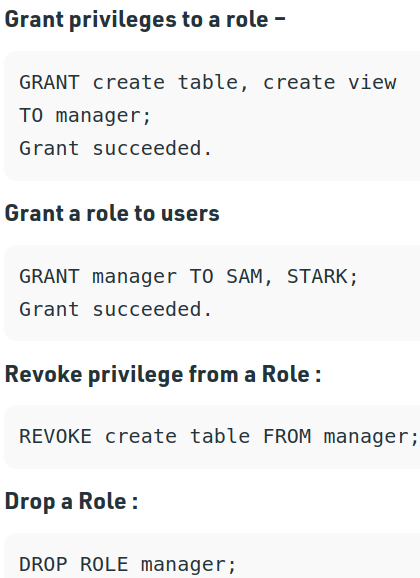 Grant privileges to a role –
GRANT create table, create view
TO manager;
Grant succeeded.
Grant a role to users
GRANT manager TO SAM, STARK;
Grant succeeded.
Revoke privilege from a Role :
REVOKE create table FROM manager;
Drop a Role :
DROP ROLE manager;